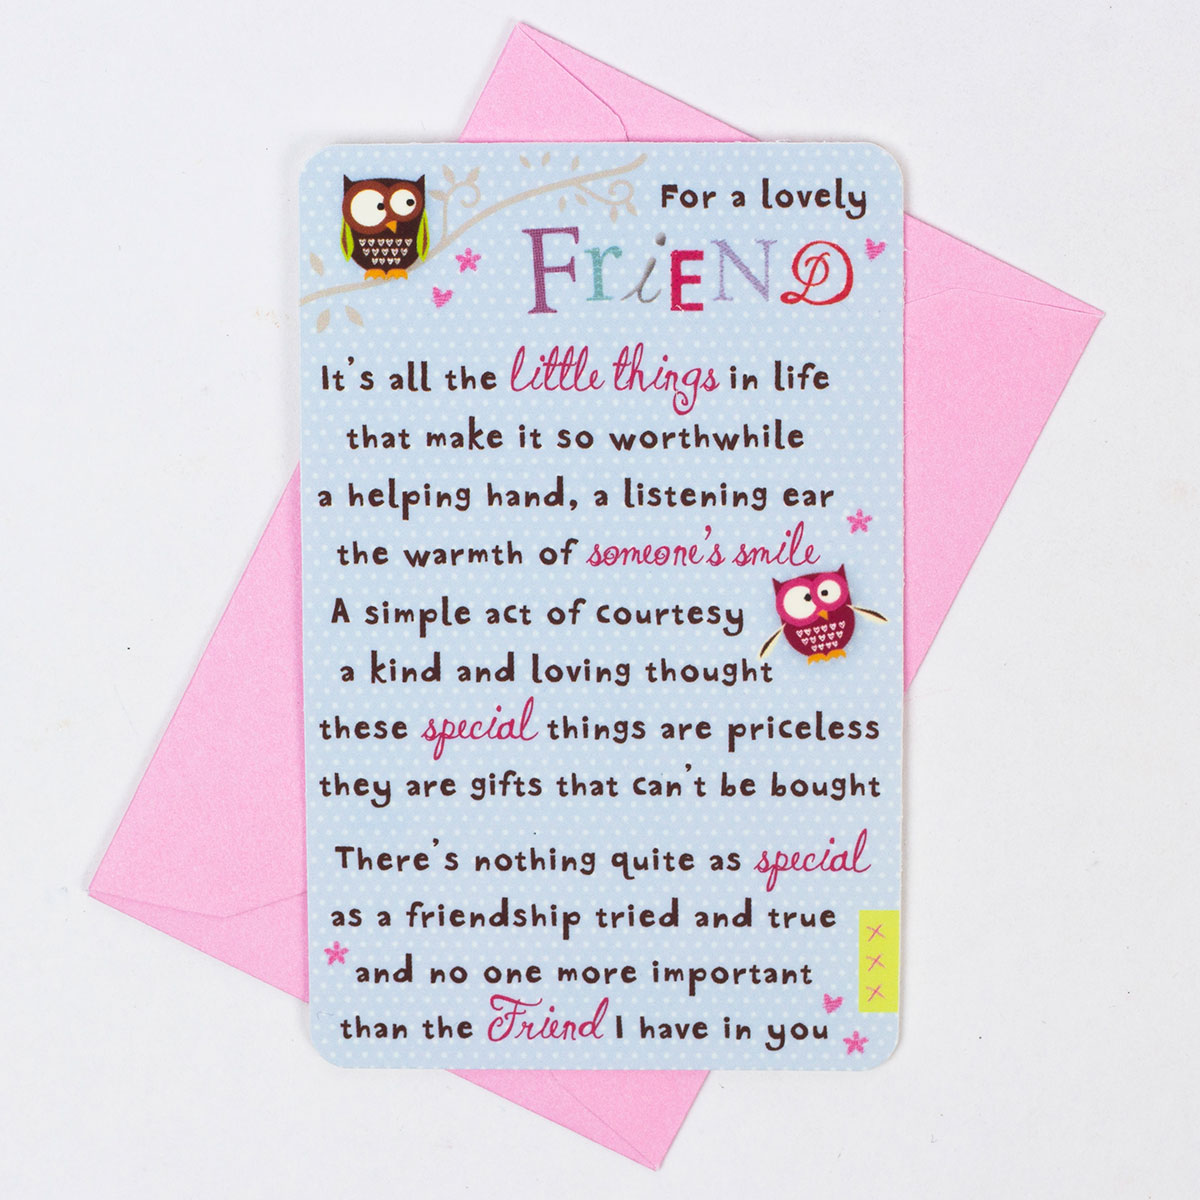 For a lovely
FriEND
It's all the little things in life
that make it so worthwhile
a helping hand, a listening ear
the warmth of someone's smile
A simple act of courtesy
a kind and loving thought
these special things are priceless
they are gifts that can't be bought
There's nothing quite as special
as a friendship tried and true
and no one more important
than the Friend I have in you
x
x
x